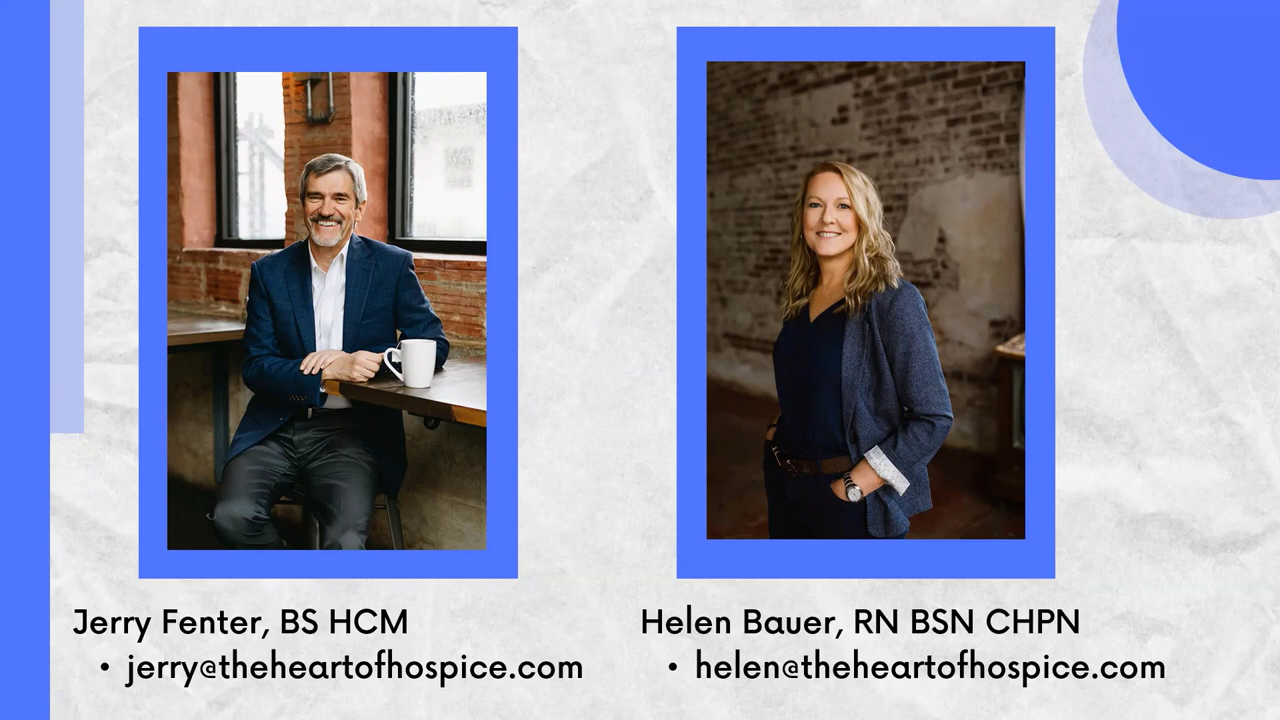 Jerry Fenter, BS HCM
• jerry@theheartofhospice.com
Helen Bauer, RN BSN CHPN
• helen@theheartofhospice.com